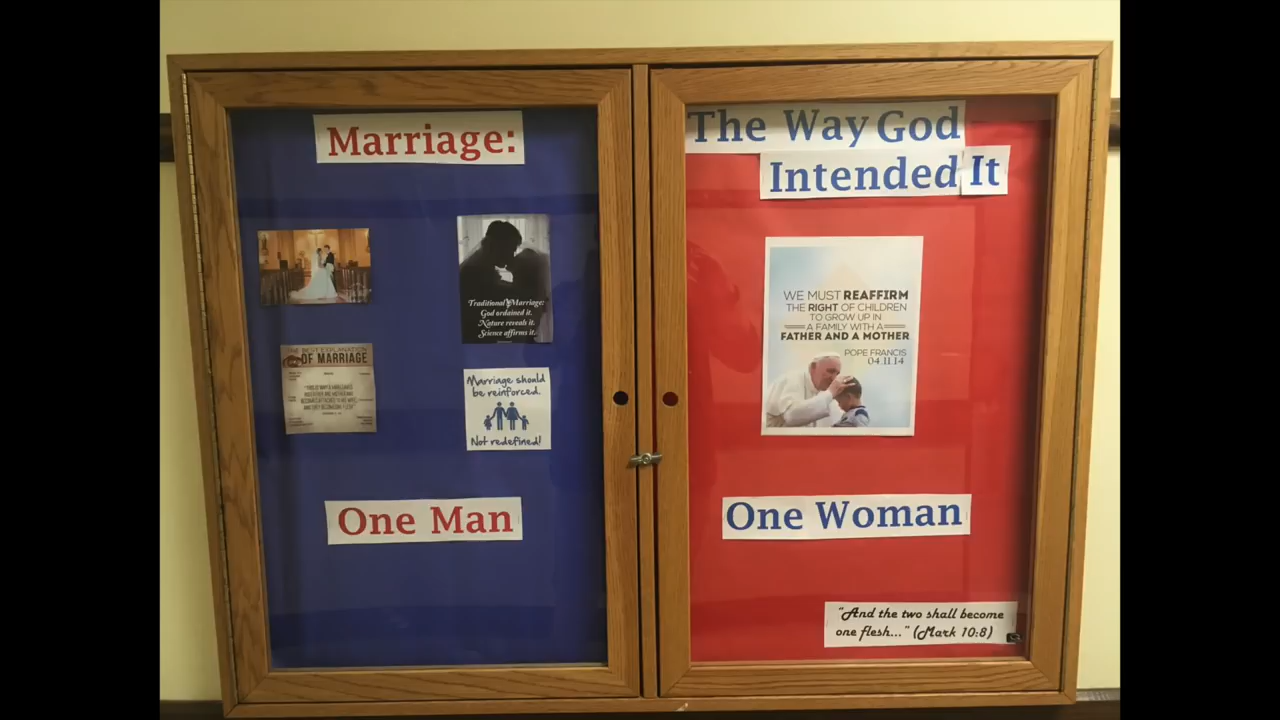 Marriage:
The Way God
Intended It
Traditional Marriage:
God ordained it.
Nature reveals it.
Science affirms it.
THE BEST EXPLANATION
OF MARRIAGE
Marriage should
be reinforced.
Not redefined!
WE MUST REAFFIRM
THE RIGHT OF CHILDREN
TO GROW UP IN
A FAMILY WITH A
FATHER AND A MOTHER
POPE FRANCIS
04.11.14
One Man
One Woman
"And the two shall become
one flesh..." (Mark 10:8)